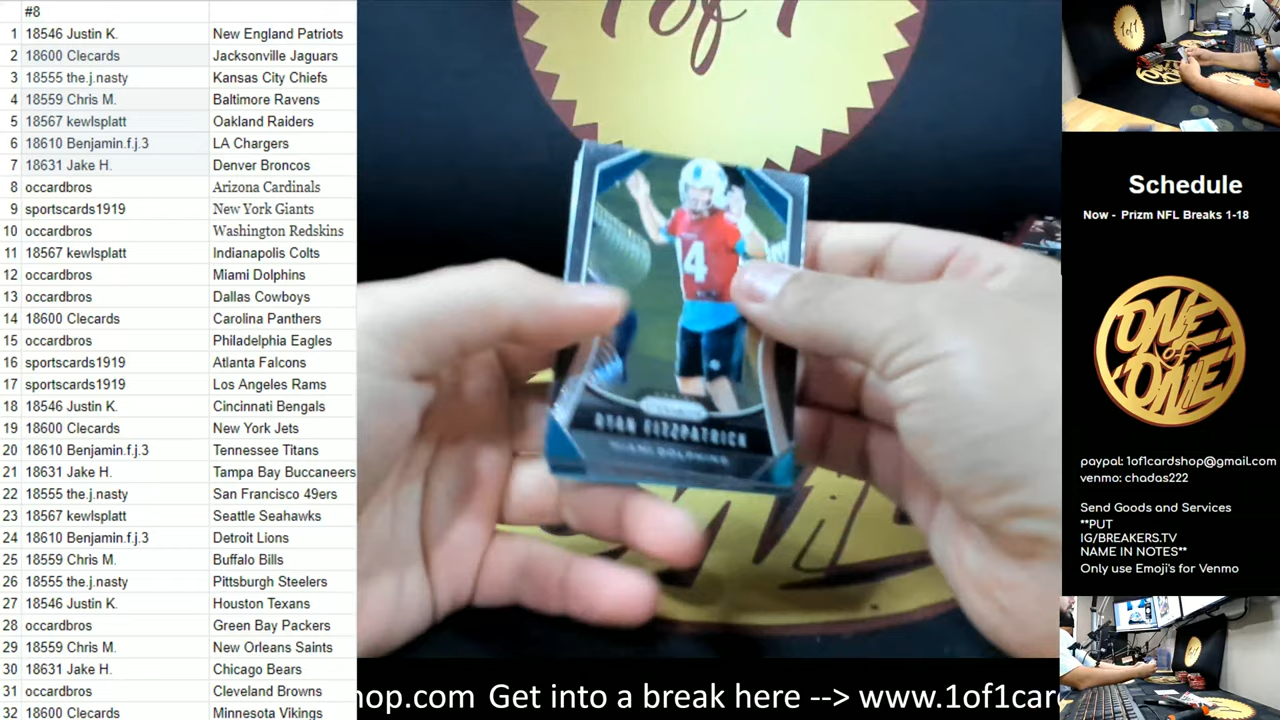 #8
1 18546 Justin K. New England Patriots
2 18600 Clecards Jacksonville Jaguars
3 18555 the.j.nasty Kansas City Chiefs
4 18559 Chris M. Baltimore Ravens
5 18567 kewlsplatt Oakland Raiders
6 18610 Benjamin.f.j.3 LA Chargers
7 18631 Jake H. Denver Broncos
8 occardbros Arizona Cardinals
9 sportscards1919 New York Giants
10 occardbros Washington Redskins
11 18567 kewlsplatt Indianapolis Colts
12 occardbros Miami Dolphins
13 occardbros Dallas Cowboys
14 18600 Clecards Carolina Panthers
15 occardbros Philadelphia Eagles
16 sportscards1919 Atlanta Falcons
17 sportscards1919 Los Angeles Rams
18 18546 Justin K. Cincinnati Bengals
19 18600 Clecards New York Jets
20 18610 Benjamin.f.j.3 Tennessee Titans
21 18631 Jake H. Tampa Bay Buccaneers
22 18555 the.j.nasty San Francisco 49ers
23 18567 kewlsplatt Seattle Seahawks
24 18610 Benjamin.f.j.3 Detroit Lions
25 18559 Chris M. Buffalo Bills
26 18555 the.j.nasty Pittsburgh Steelers
27 18546 Justin K. Houston Texans
28 occardbros Green Bay Packers
29 18559 Chris M. New Orleans Saints
30 18631 Jake H. Chicago Bears
31 occardbros Cleveland Browns
32 18600 Clecards Minnesota Vikings
1 of 1
14
RYAN FITZPATRICK
MIAMI DOLPHINS
hop.com Get into a break here --> www.1of1car
1 of 1
Schedule
Now - Prizm NFL Breaks 1-18
ONE
of
ONE
paypal: 1of1cardshop@gmail.com
venmo: chadas222
Send Goods and Services
**PUT
IG/BREAKERS.TV
NAME IN NOTES**
Only use Emoji's for Venmo